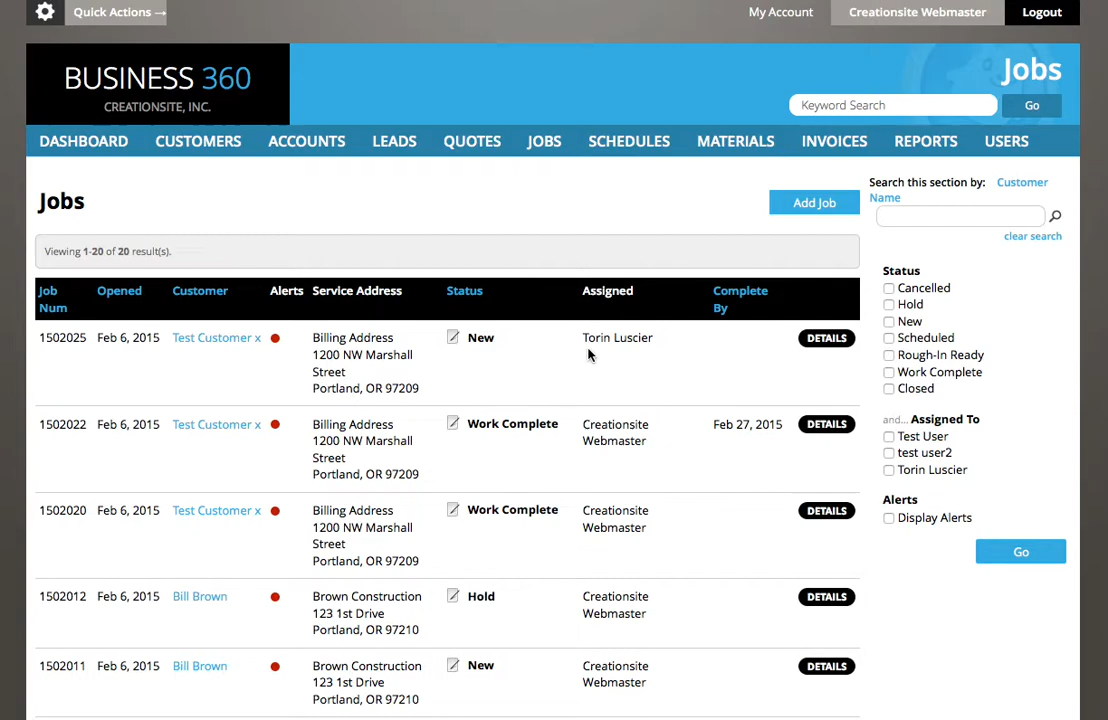 Quick Actions →
My Account
Creationsite Webmaster
Logout
BUSINESS 360
CREATIONSITE, INC.
Jobs
Keyword Search
Go
DASHBOARD CUSTOMERS ACCOUNTS LEADS QUOTES JOBS SCHEDULES MATERIALS INVOICES REPORTS USERS
Jobs
Add Job
Viewing 1-20 of 20 result(s).
Job Opened Customer Alerts Service Address Status Assigned Complete
Num By
1502025 Feb 6, 2015 Test Customer x Billing Address New Torin Luscier DETAILS
1200 NW Marshall
Street
Portland, OR 97209
1502022 Feb 6, 2015 Test Customer x Billing Address Work Complete Creationsite Feb 27, 2015 DETAILS
1200 NW Marshall Webmaster
Street
Portland, OR 97209
1502020 Feb 6, 2015 Test Customer x Billing Address Work Complete Creationsite DETAILS
1200 NW Marshall Webmaster
Street
Portland, OR 97209
1502012 Feb 6, 2015 Bill Brown Brown Construction Hold Creationsite DETAILS
123 1st Drive Webmaster
Portland, OR 97210
1502011 Feb 6, 2015 Bill Brown Brown Construction New Creationsite DETAILS
123 1st Drive Webmaster
Portland, OR 97210
Search this section by: Customer
Name
clear search
Status
Cancelled
Hold
New
Scheduled
Rough-In Ready
Work Complete
Closed
and... Assigned To
Test User
test user2
Torin Luscier
Alerts
Display Alerts
Go